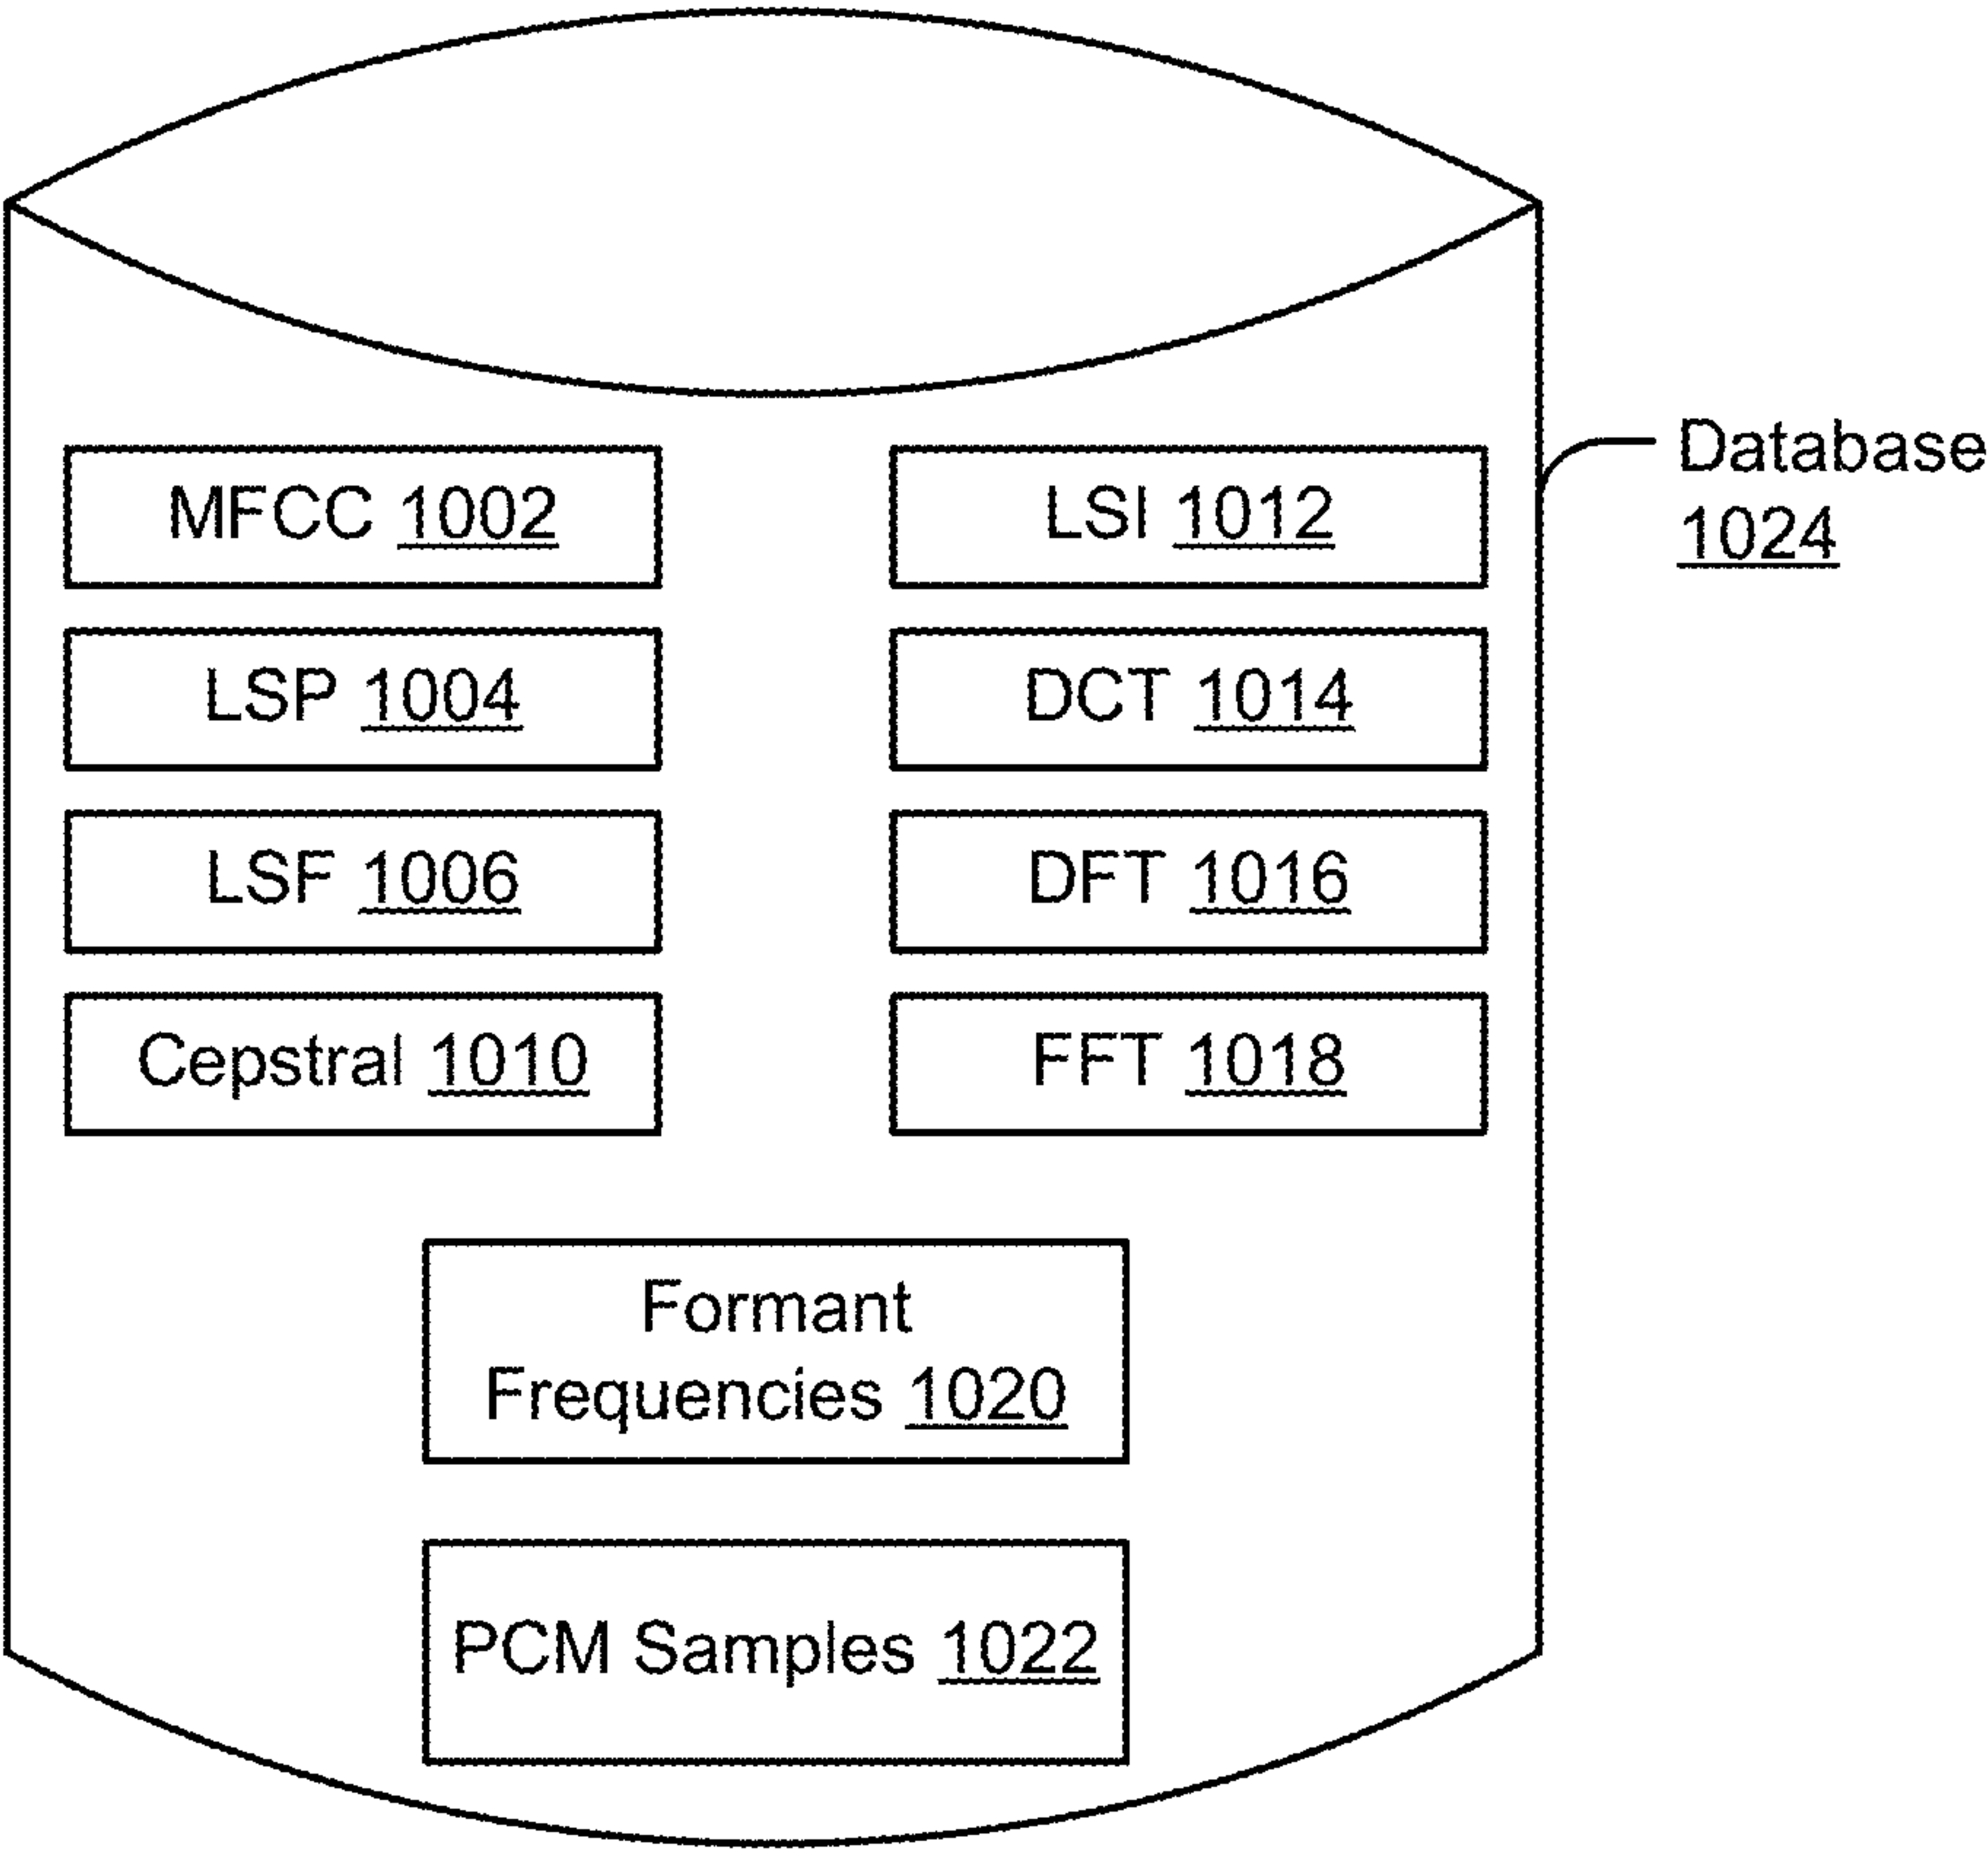 MFCC 1002
LSP 1004
LSF 1006
Cepstral 1010
LSI 1012
DCT 1014
DFT 1016
FFT 1018
Formant
Frequencies 1020
PCM Samples 1022
Database
1024